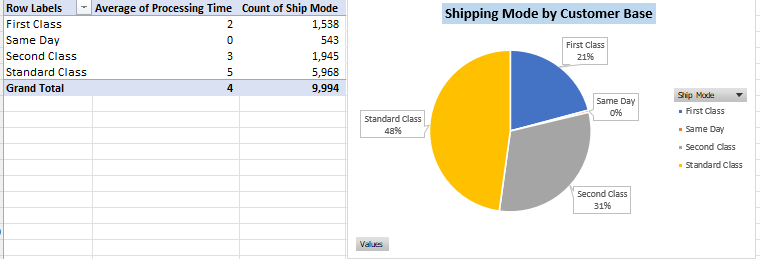 Row Labels Average of Processing Time Count of Ship Mode
First Class 2 1,538
Same Day 0 543
Second Class 3 1,945
Standard Class 5 5,968
Grand Total 4 9,994
Shipping Mode by Customer Base
First Class
21%
Same Day
0%
Standard Class
48%
Second Class
31%
Ship Mode
First Class
Same Day
Second Class
Standard Class
Values